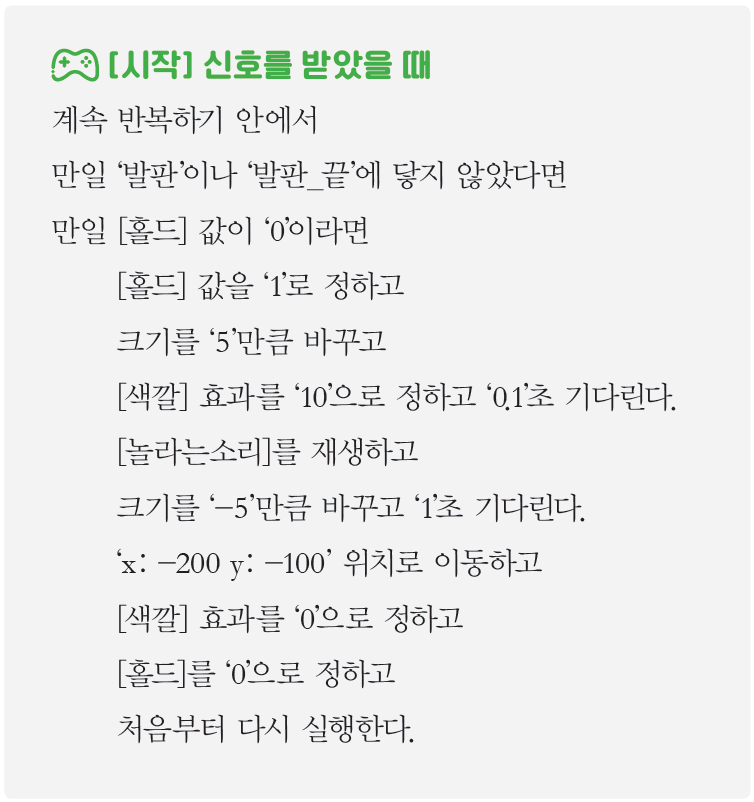 [시작] 신호를 받았을 때
계속 반복하기 안에서
만일 ‘발판’이나 ‘발판_끝’에 닿지 않았다면
만일 [홀드] 값이 ‘0’이라면
[홀드] 값을 ‘1’로 정하고
크기를 ‘5’만큼 바꾸고
[색깔] 효과를 ‘10’으로 정하고 ‘0.1’초 기다린다.
[놀라는소리]를 재생하고
크기를 ‘-5’만큼 바꾸고 ‘1’초 기다린다.
‘x: -200 y: -100’ 위치로 이동하고
[색깔] 효과를 ‘0’으로 정하고
[홀드]를 ‘0’으로 정하고
처음부터 다시 실행한다.